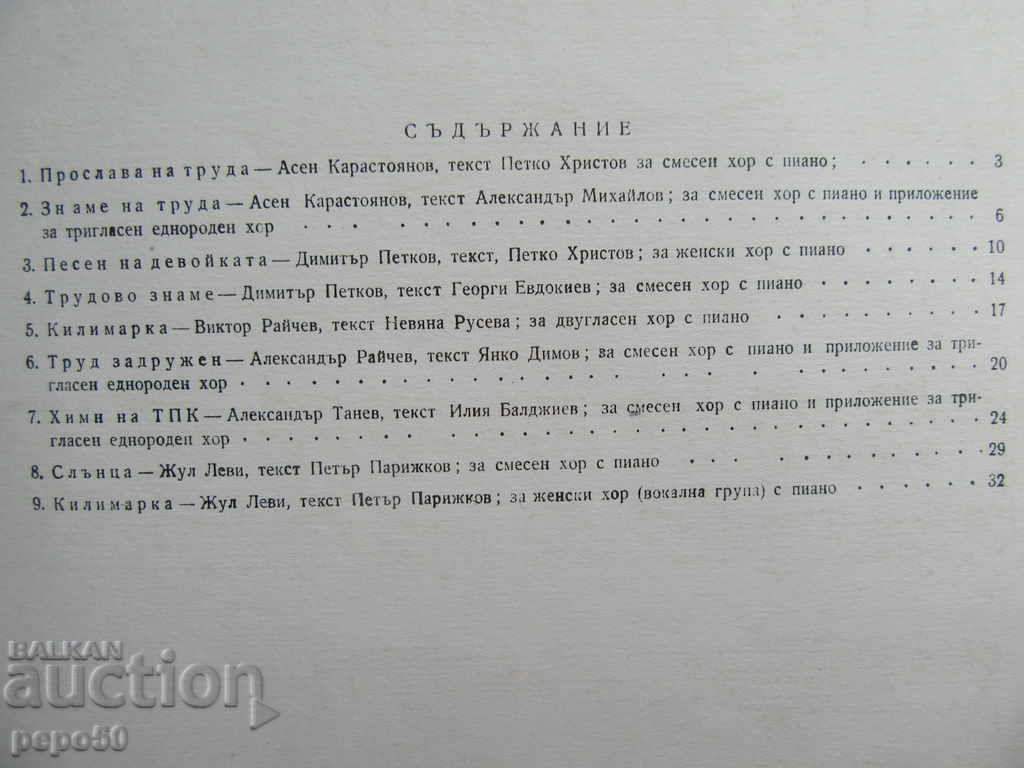 СЪДЪРЖАНИЕ
1. Прослава на труда — Асен Карастоянов, текст Петко Христов за смесен хор с пиано; . . . . . . 3
2. Знаме на труда — Асен Карастоянов, текст Александър Михайлов; за смесен хор с пиано и приложение
за тригласен еднороден хор . . . . . . . . . . . . . . . . . . . . 6
3. Песен на девойката — Димитър Петков, текст, Петко Христов; за женски хор с пиано . . . . . . 10
4. Трудово знаме — Димитър Петков, текст Георги Евдокиев; за смесен хор с пиано . . . . . . . . 14
5. Килимарка — Виктор Райчев, текст Невяна Русева; за двугласен хор с пиано . . . . . . . . . . 17
6. Труд задружен — Александър Райчев, текст Янко Димов; за смесен хор с пиано и приложение за три-
гласен еднороден хор . . . . . . . . . . . . . . . . . . . . 20
7. Химн на ТПК — Александър Танев, текст Илия Балджиев; за смесен хор с пиано и приложение за три-
гласен еднороден хор . . . . . . . . . . . . . . . . . . . . 24
8. Слънца — Жул Леви, текст Петър Парижков; за смесен хор с пиано . . . . . . . . . . . . 29
9. Килимарка — Жул Леви, текст Петър Парижков; за женски хор (вокална група) с пиано . . . . . . 32
BALKAN
auction
pepo50